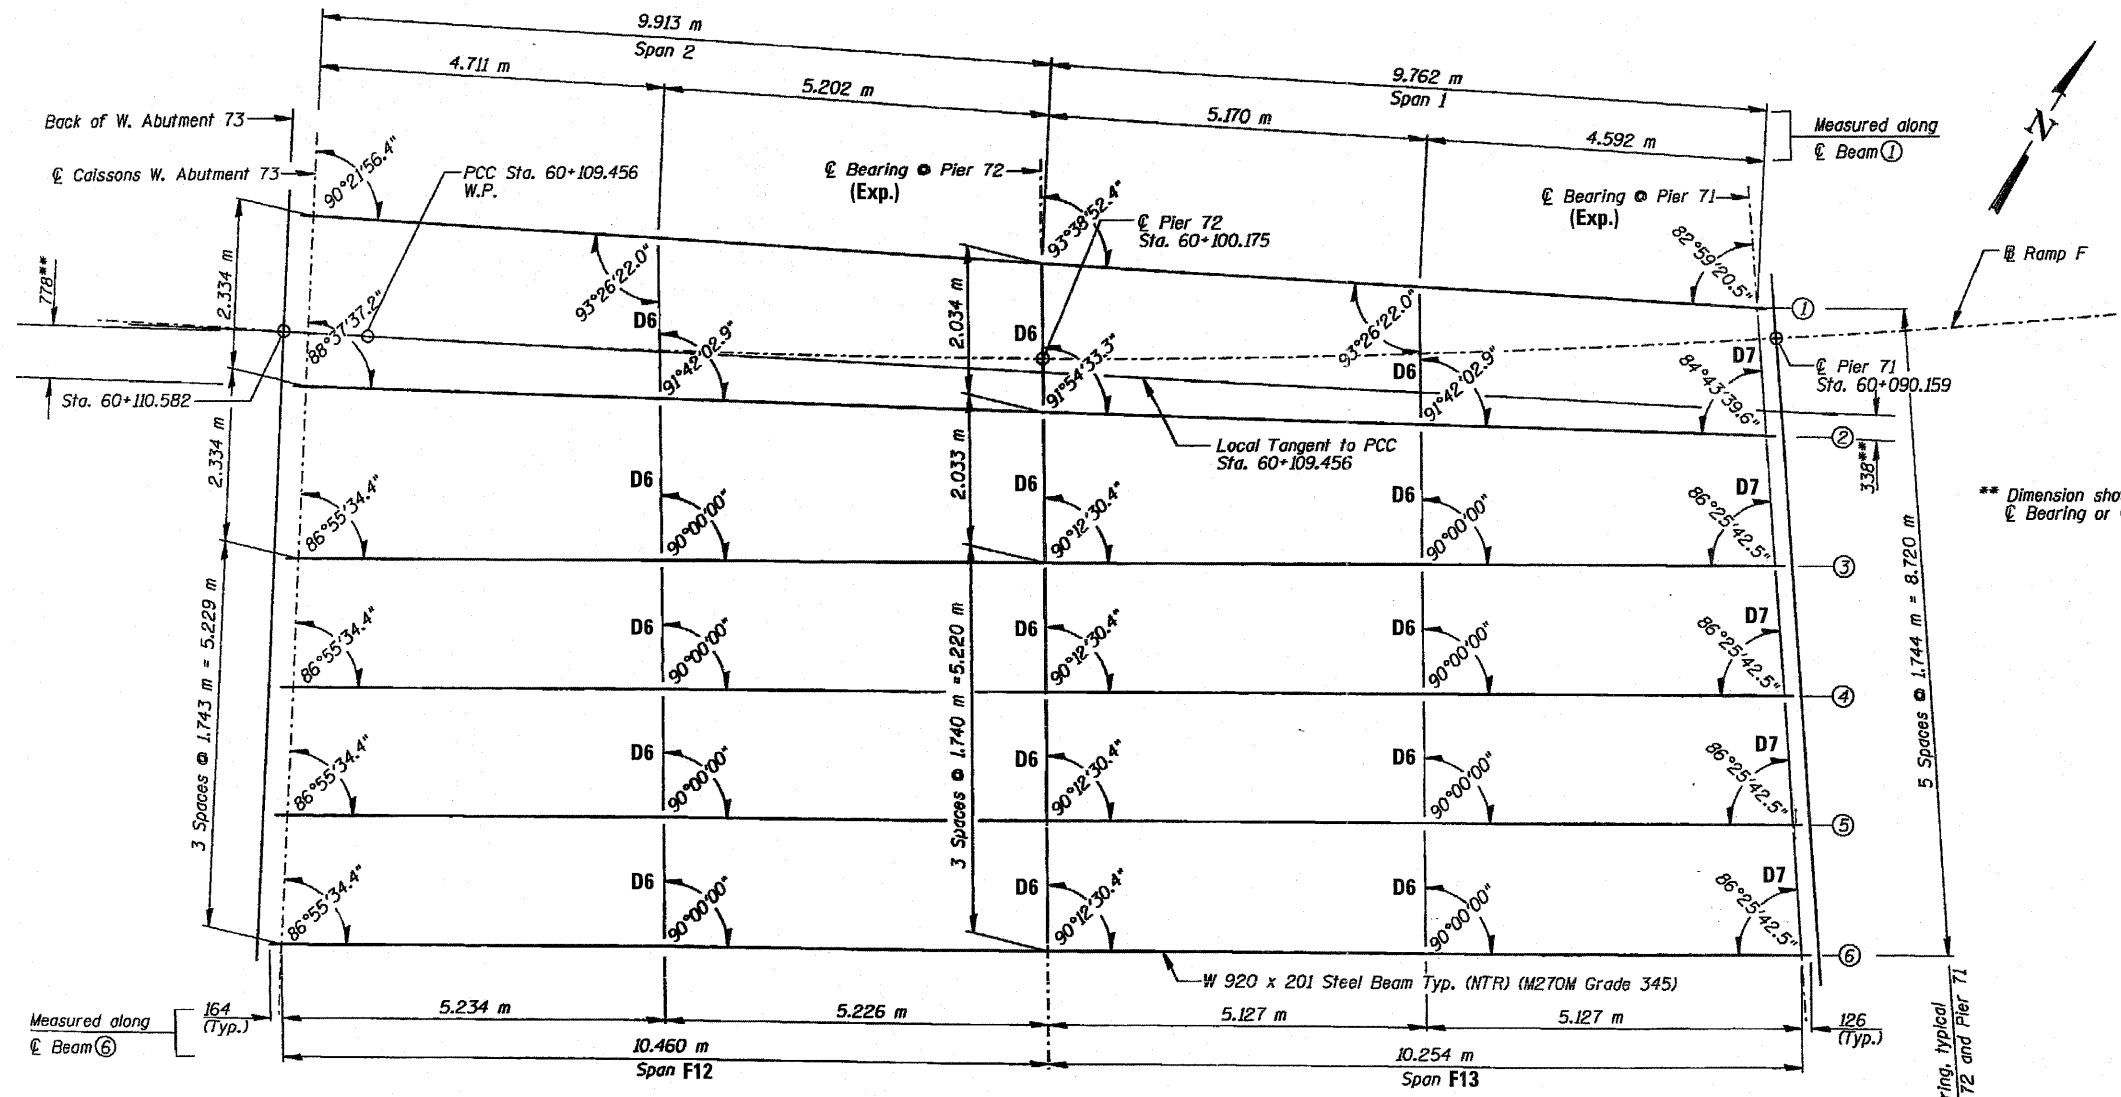 9.913 m
Span 2
4.711 m
5.202 m
9.762 m
Span 1
5.170 m
4.592 m
Measured along
℄ Beam ①
N
Back of W. Abutment 73
℄ Caissons W. Abutment 73
90°21'56.4"
PCC Sta. 60+109.456
W.P.
℄ Bearing @ Pier 72
(Exp.)
93°38'52.4"
℄ Pier 72
Sta. 60+100.175
℄ Bearing @ Pier 71
(Exp.)
82°59'20.5"
℄ Ramp F
778**
2.334 m
88°37'37.2"
93°26'22.0"
D6
91°42'02.9"
2.034 m
D6
91°54'33.3"
93°26'22.0"
D6
91°42'02.9"
D7
84°43'39.6"
①
℄ Pier 71
Sta. 60+090.159
Sta. 60+110.582
2.334 m
Local Tangent to PCC
Sta. 60+109.456
②
338**
** Dimension sho
℄ Bearing or
86°55'34.4"
D6
90°00'00"
2.033 m
D6
90°12'30.4"
D6
90°00'00"
D7
86°25'42.5"
③
3 Spaces @ 1.743 m = 5.229 m
86°55'34.4"
D6
90°00'00"
3 Spaces @ 1.740 m =5.220 m
D6
90°12'30.4"
D6
90°00'00"
D7
86°25'42.5"
④
5 Spaces @ 1.744 m = 8.720 m
86°55'34.4"
D6
90°00'00"
D6
90°12'30.4"
D6
90°00'00"
D7
86°25'42.5"
⑤
86°55'34.4"
D6
90°00'00"
D6
90°12'30.4"
D6
90°00'00"
D7
86°25'42.5"
⑥
W 920 x 201 Steel Beam Typ. (NTR) (M270M Grade 345)
Measured along
℄ Beam ⑥
164
(Typ.)
5.234 m
5.226 m
5.127 m
5.127 m
126
(Typ.)
10.460 m
Span F12
10.254 m
Span F13
ring, typical
72 and Pier 71